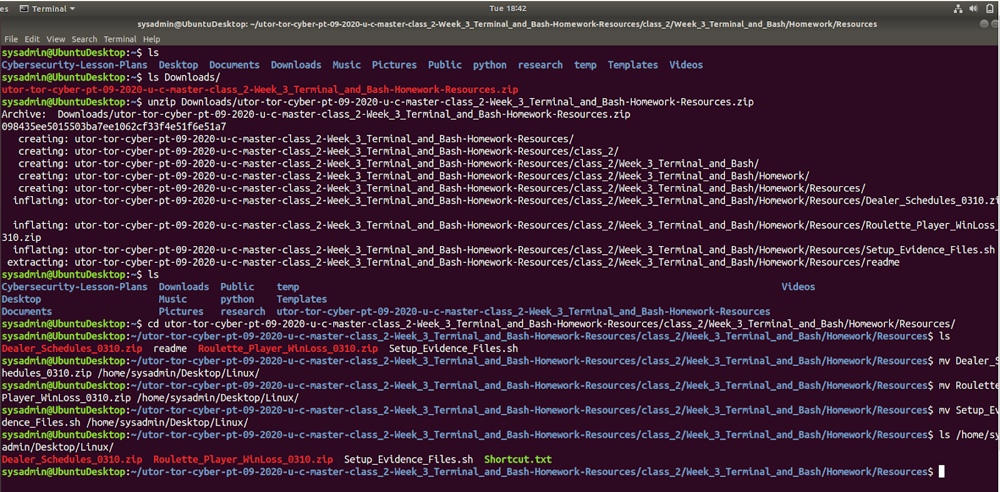 es Terminal Tue 18:42
sysadmin@UbuntuDesktop: ~/utor-tor-cyber-pt-09-2020-u-c-master-class_2-Week_3_Terminal_and_Bash-Homework-Resources/class_2/Week_3_Terminal_and_Bash/Homework/Resources
File Edit View Search Terminal Help
sysadmin@UbuntuDesktop:~$ ls
Cybersecurity-Lesson-Plans Desktop Documents Downloads Music Pictures Public python research temp Templates Videos
sysadmin@UbuntuDesktop:~$ ls Downloads/
utor-tor-cyber-pt-09-2020-u-c-master-class_2-Week_3_Terminal_and_Bash-Homework-Resources.zip
sysadmin@UbuntuDesktop:~$ unzip Downloads/utor-tor-cyber-pt-09-2020-u-c-master-class_2-Week_3_Terminal_and_Bash-Homework-Resources.zip
Archive: Downloads/utor-tor-cyber-pt-09-2020-u-c-master-class_2-Week_3_Terminal_and_Bash-Homework-Resources.zip
098435ee5015503ba7ee1062cf33f4e51f6e51a7
creating: utor-tor-cyber-pt-09-2020-u-c-master-class_2-Week_3_Terminal_and_Bash-Homework-Resources/
creating: utor-tor-cyber-pt-09-2020-u-c-master-class_2-Week_3_Terminal_and_Bash-Homework-Resources/class_2/
creating: utor-tor-cyber-pt-09-2020-u-c-master-class_2-Week_3_Terminal_and_Bash-Homework-Resources/class_2/Week_3_Terminal_and_Bash/
creating: utor-tor-cyber-pt-09-2020-u-c-master-class_2-Week_3_Terminal_and_Bash-Homework-Resources/class_2/Week_3_Terminal_and_Bash/Homework/
creating: utor-tor-cyber-pt-09-2020-u-c-master-class_2-Week_3_Terminal_and_Bash-Homework-Resources/class_2/Week_3_Terminal_and_Bash/Homework/Resources/
inflating: utor-tor-cyber-pt-09-2020-u-c-master-class_2-Week_3_Terminal_and_Bash-Homework-Resources/class_2/Week_3_Terminal_and_Bash/Homework/Resources/Dealer_Schedules_0310.zi
inflating: utor-tor-cyber-pt-09-2020-u-c-master-class_2-Week_3_Terminal_and_Bash-Homework-Resources/class_2/Week_3_Terminal_and_Bash/Homework/Resources/Roulette_Player_WinLoss_
310.zip
inflating: utor-tor-cyber-pt-09-2020-u-c-master-class_2-Week_3_Terminal_and_Bash-Homework-Resources/class_2/Week_3_Terminal_and_Bash/Homework/Resources/Setup_Evidence_Files.sh
extracting: utor-tor-cyber-pt-09-2020-u-c-master-class_2-Week_3_Terminal_and_Bash-Homework-Resources/class_2/Week_3_Terminal_and_Bash/Homework/Resources/readme
sysadmin@UbuntuDesktop:~$ ls
Cybersecurity-Lesson-Plans Downloads Public temp Videos
Desktop Music python Templates
Documents Pictures research utor-tor-cyber-pt-09-2020-u-c-master-class_2-Week_3_Terminal_and_Bash-Homework-Resources
sysadmin@UbuntuDesktop:~$ cd utor-tor-cyber-pt-09-2020-u-c-master-class_2-Week_3_Terminal_and_Bash-Homework-Resources/class_2/Week_3_Terminal_and_Bash/Homework/Resources/
sysadmin@UbuntuDesktop:~/utor-tor-cyber-pt-09-2020-u-c-master-class_2-Week_3_Terminal_and_Bash-Homework-Resources/class_2/Week_3_Terminal_and_Bash/Homework/Resources$ ls
Dealer_Schedules_0310.zip readme Roulette_Player_WinLoss_0310.zip Setup_Evidence_Files.sh
sysadmin@UbuntuDesktop:~/utor-tor-cyber-pt-09-2020-u-c-master-class_2-Week_3_Terminal_and_Bash-Homework-Resources/class_2/Week_3_Terminal_and_Bash/Homework/Resources$ mv Dealer_S
hedules_0310.zip /home/sysadmin/Desktop/Linux/
sysadmin@UbuntuDesktop:~/utor-tor-cyber-pt-09-2020-u-c-master-class_2-Week_3_Terminal_and_Bash-Homework-Resources/class_2/Week_3_Terminal_and_Bash/Homework/Resources$ mv Roulette
Player_WinLoss_0310.zip /home/sysadmin/Desktop/Linux/
sysadmin@UbuntuDesktop:~/utor-tor-cyber-pt-09-2020-u-c-master-class_2-Week_3_Terminal_and_Bash-Homework-Resources/class_2/Week_3_Terminal_and_Bash/Homework/Resources$ mv Setup_Ev
dence_Files.sh /home/sysadmin/Desktop/Linux/
sysadmin@UbuntuDesktop:~/utor-tor-cyber-pt-09-2020-u-c-master-class_2-Week_3_Terminal_and_Bash-Homework-Resources/class_2/Week_3_Terminal_and_Bash/Homework/Resources$ ls /home/sy
admin/Desktop/Linux/
Dealer_Schedules_0310.zip Roulette_Player_WinLoss_0310.zip Setup_Evidence_Files.sh Shortcut.txt
sysadmin@UbuntuDesktop:~/utor-tor-cyber-pt-09-2020-u-c-master-class_2-Week_3_Terminal_and_Bash-Homework-Resources/class_2/Week_3_Terminal_and_Bash/Homework/Resources$